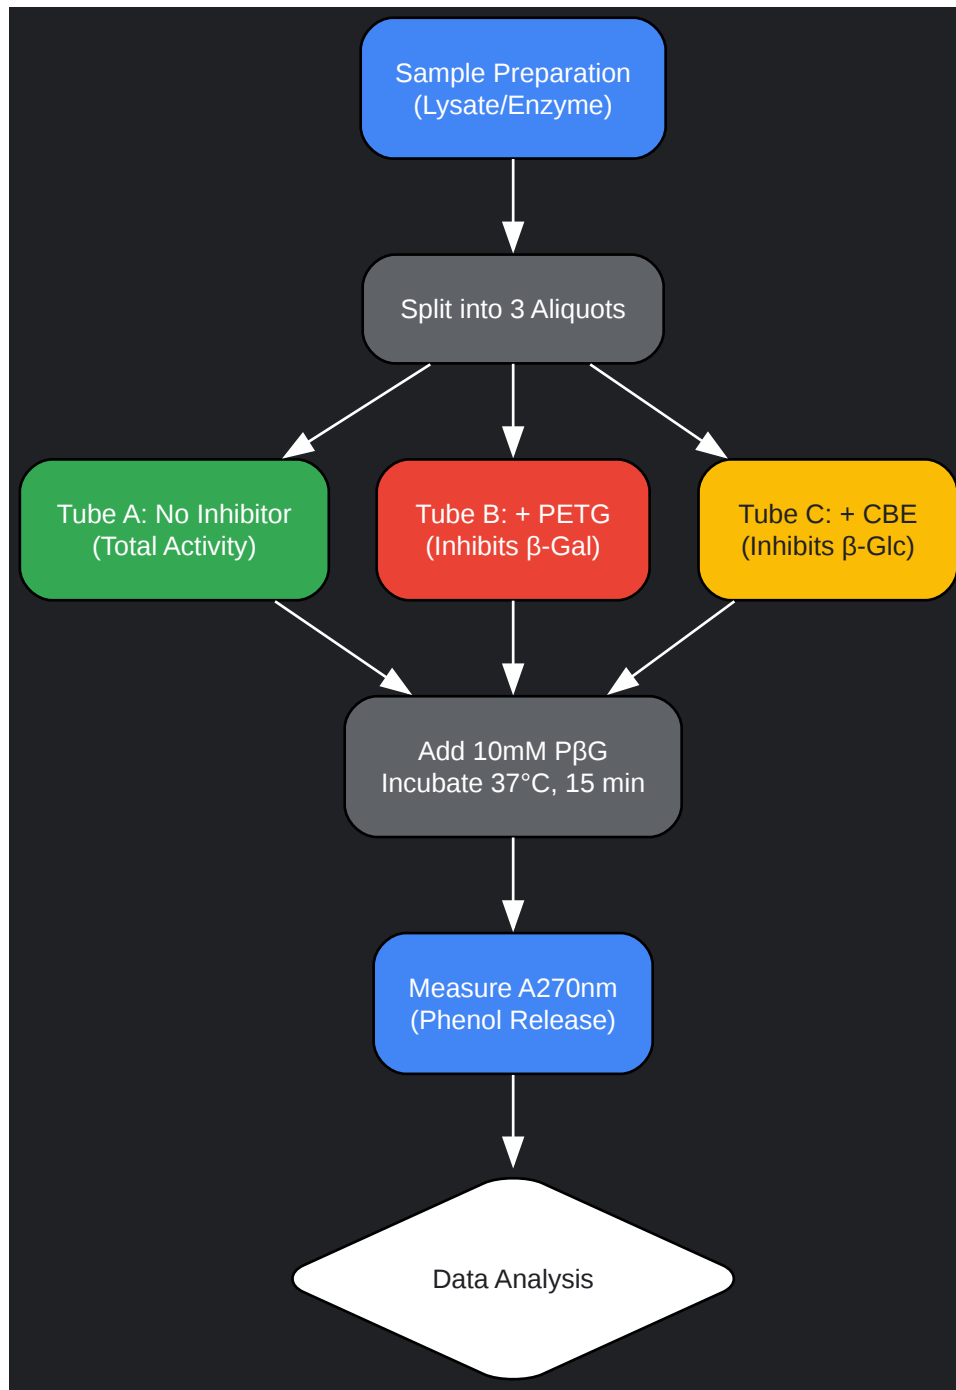 Sample Preparation
(Lysate/Enzyme)
Split into 3 Aliquots
Tube A: No Inhibitor
(Total Activity)
Tube B: + PETG
(Inhibits β-Gal)
Tube C: + CBE
(Inhibits β-Glc)
Add 10mM PβG
Incubate 37°C, 15 min
Measure A270nm
(Phenol Release)
Data Analysis